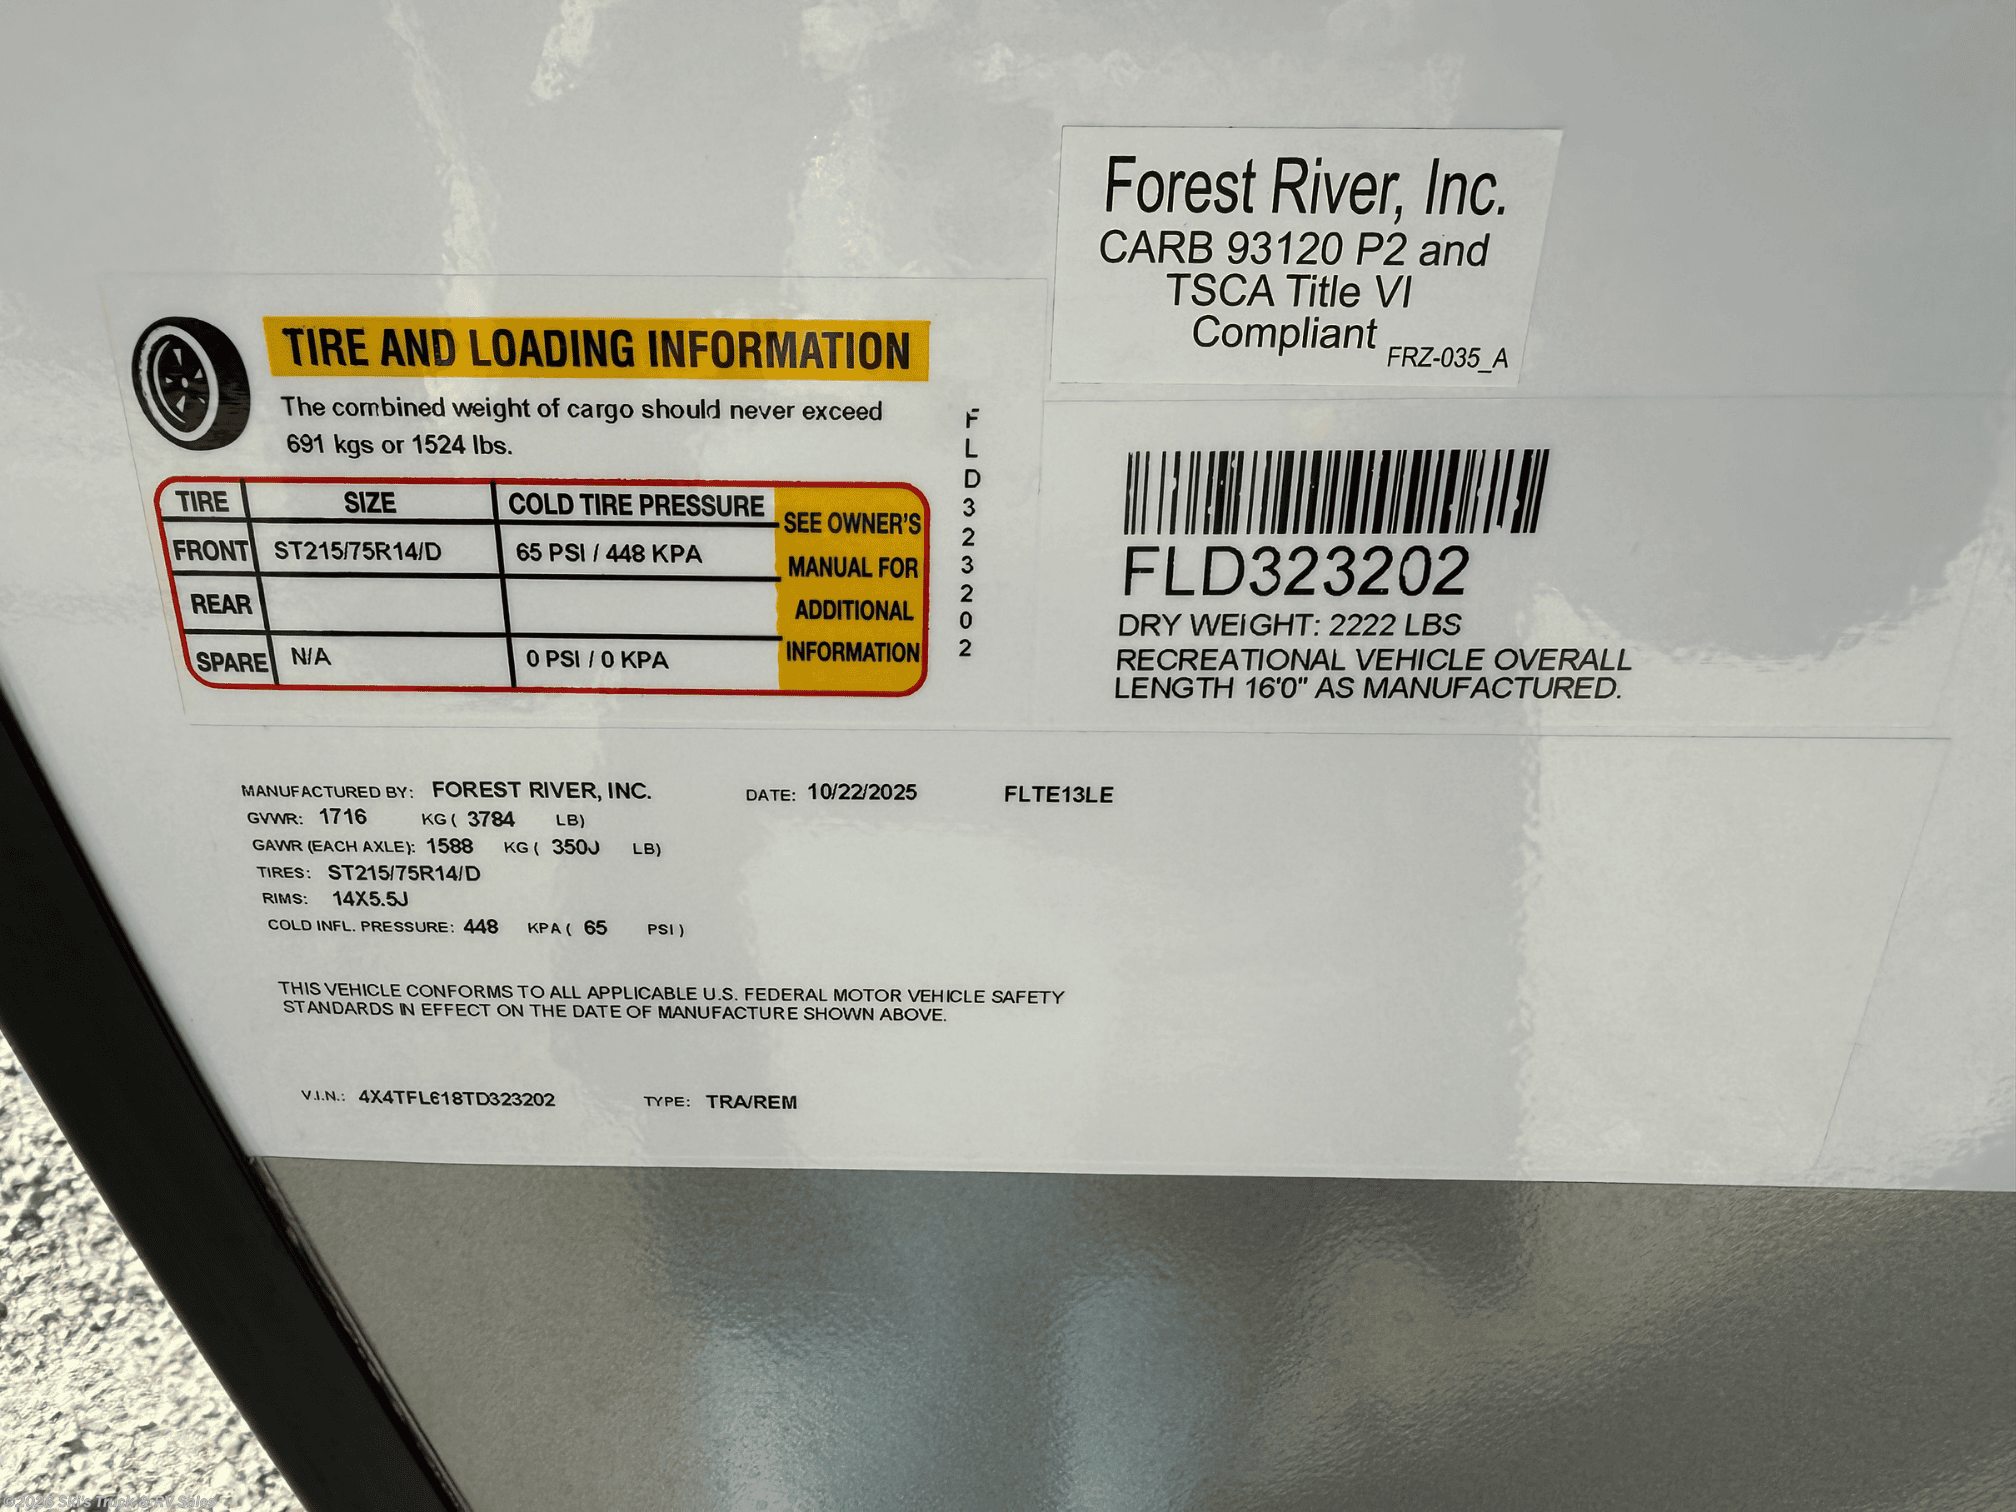 Forest River, Inc.
CARB 93120 P2 and
TSCA Title VI
Compliant FRZ-035_A
TIRE AND LOADING INFORMATION
The combined weight of cargo should never exceed
691 kgs or 1524 lbs.
TIRE SIZE COLD TIRE PRESSURE
FRONT ST215/75R14/D 65 PSI / 448 KPA
REAR
SPARE N/A 0 PSI / 0 KPA
SEE OWNER'S
MANUAL FOR
ADDITIONAL
INFORMATION
F
L
D
3
2
3
2
0
2
FLD323202
DRY WEIGHT: 2222 LBS
RECREATIONAL VEHICLE OVERALL
LENGTH 16'0" AS MANUFACTURED.
MANUFACTURED BY: FOREST RIVER, INC. DATE: 10/22/2025 FLTE13LE
GVWR: 1716 KG ( 3784 LB)
GAWR (EACH AXLE): 1588 KG ( LB)
TIRES: ST215/75R14/D
RIMS: 14X5.5J
COLD INFL. PRESSURE: 448 KPA ( 65 PSI )
THIS VEHICLE CONFORMS TO ALL APPLICABLE U.S. FEDERAL MOTOR VEHICLE SAFETY
STANDARDS IN EFFECT ON THE DATE OF MANUFACTURE SHOWN ABOVE.
V.I.N.: 4X4TFL618TD323202 TYPE: TRA/REM